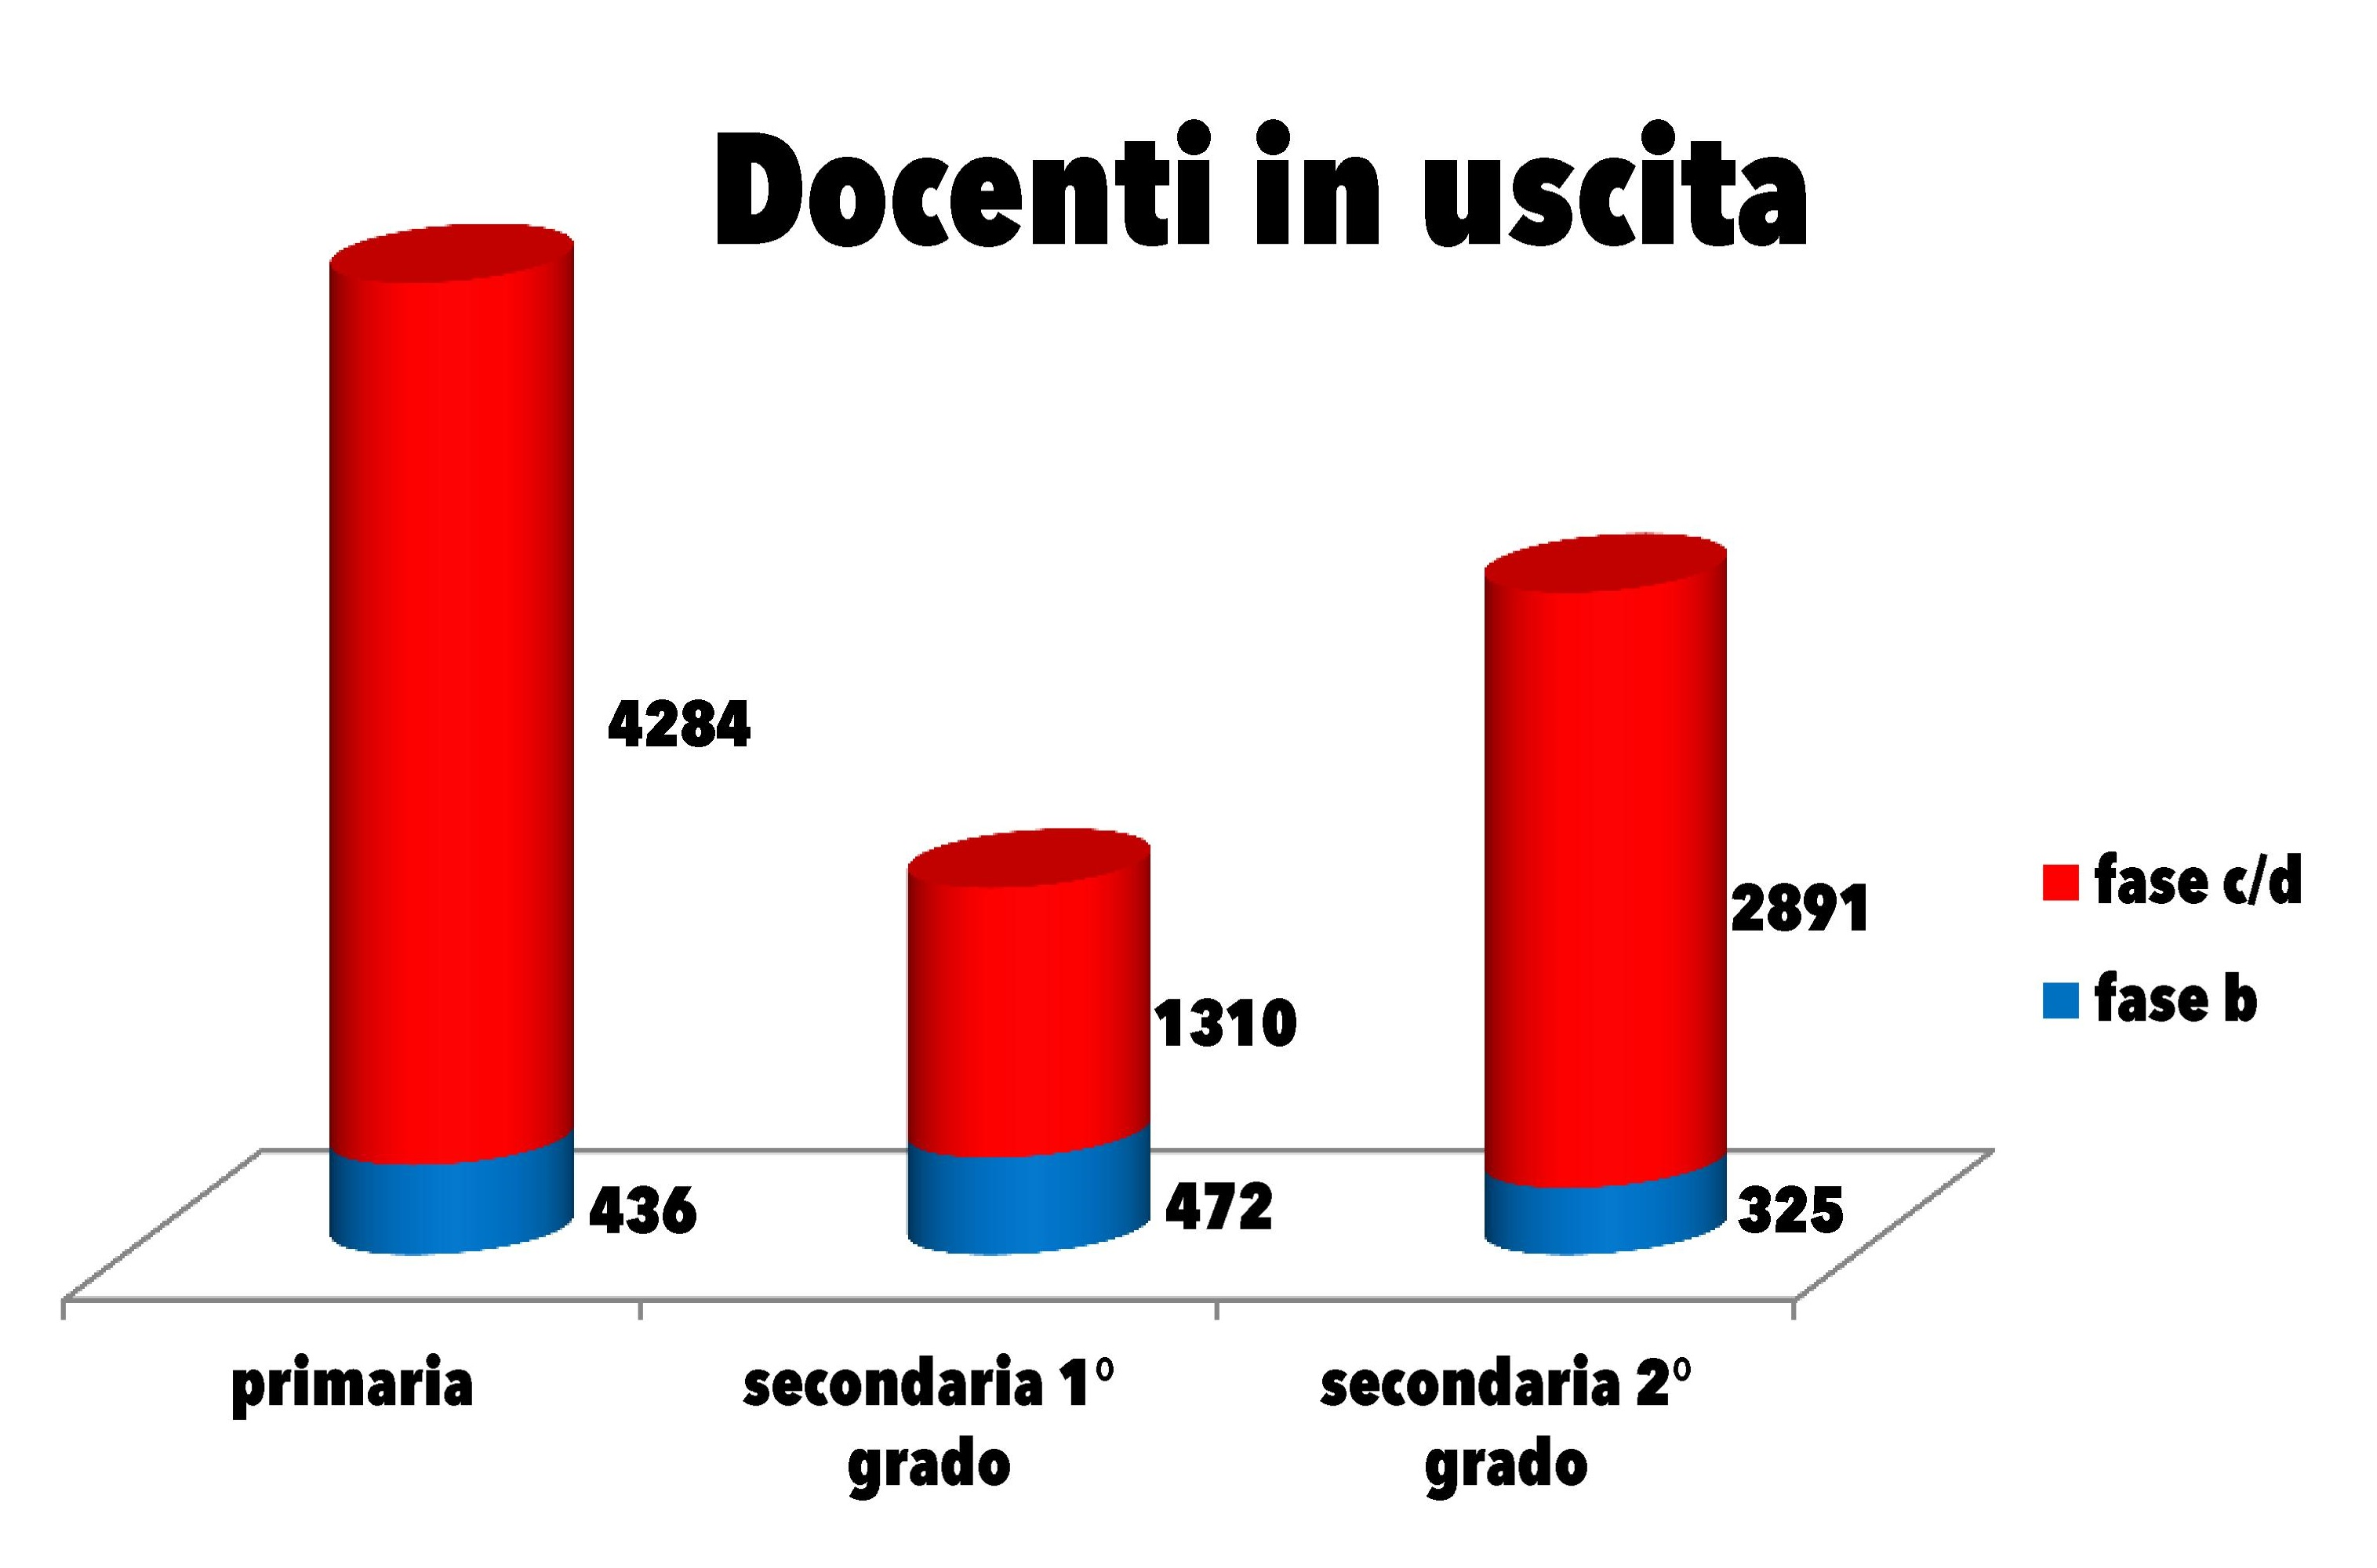 Docenti in uscita
4284
2891
1310
436
472
325
fase c/d
fase b
primaria
secondaria 1°
grado
secondaria 2°
grado